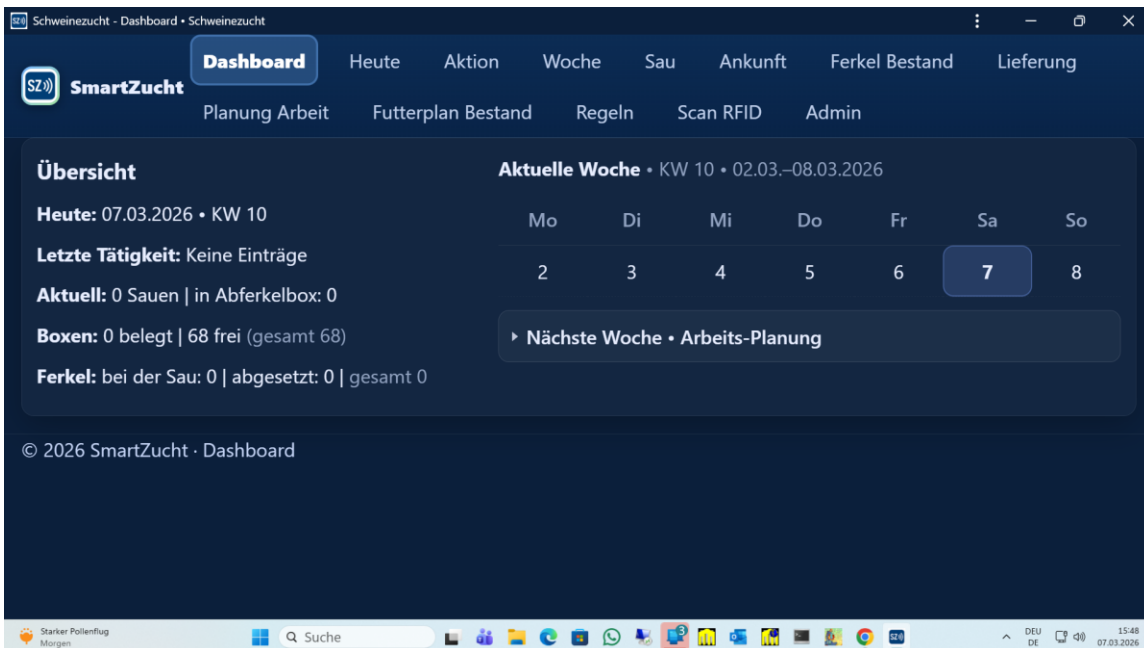 Schweinezucht - Dashboard • Schweinezucht
SZ
SmartZucht
Dashboard Heute Aktion Woche Sau Ankunft Ferkel Bestand Lieferung
Planung Arbeit Futterplan Bestand Regeln Scan RFID Admin
Übersicht
Heute: 07.03.2026 • KW 10
Letzte Tätigkeit: Keine Einträge
Aktuell: 0 Sauen | in Abferkelbox: 0
Boxen: 0 belegt | 68 frei (gesamt 68)
Ferkel: bei der Sau: 0 | abgesetzt: 0 | gesamt 0
Aktuelle Woche • KW 10 • 02.03.–08.03.2026
Mo Di Mi Do Fr Sa So
2 3 4 5 6 7 8
Nächste Woche • Arbeits-Planung
© 2026 SmartZucht · Dashboard
Starker Pollenflug
Morgen
Suche
3
DEU
DE
15:48
07.03.2026